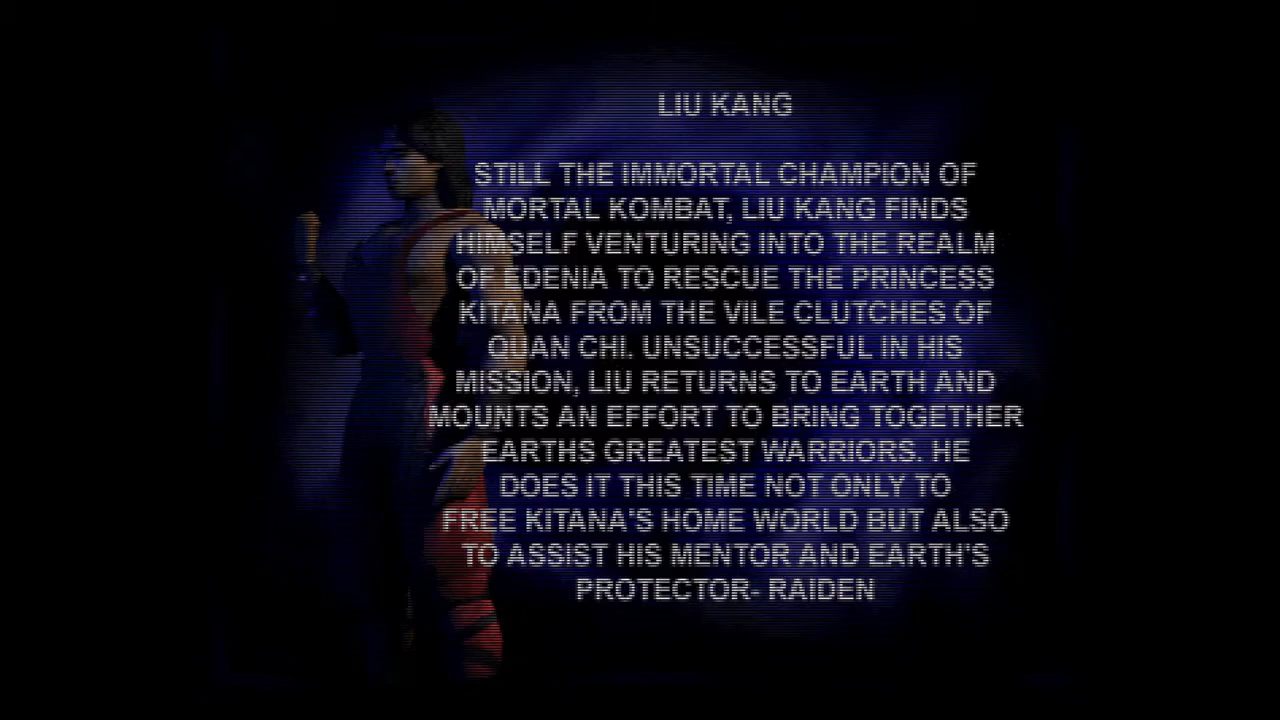 LIU KANG
STILL THE IMMORTAL CHAMPION OF
MORTAL KOMBAT, LIU KANG FINDS
HIMSELF VENTURING INTO THE REALM
OF EDENIA TO RESCUE THE PRINCESS
KITANA FROM THE VILE CLUTCHES OF
QUAN CHI. UNSUCCESSFUL IN HIS
MISSION, LIU RETURNS TO EARTH AND
MOUNTS AN EFFORT TO BRING TOGETHER
EARTHS GREATEST WARRIORS. HE
DOES IT THIS TIME NOT ONLY TO
FREE KITANA'S HOME WORLD BUT ALSO
TO ASSIST HIS MENTOR AND EARTH'S
PROTECTOR- RAIDEN